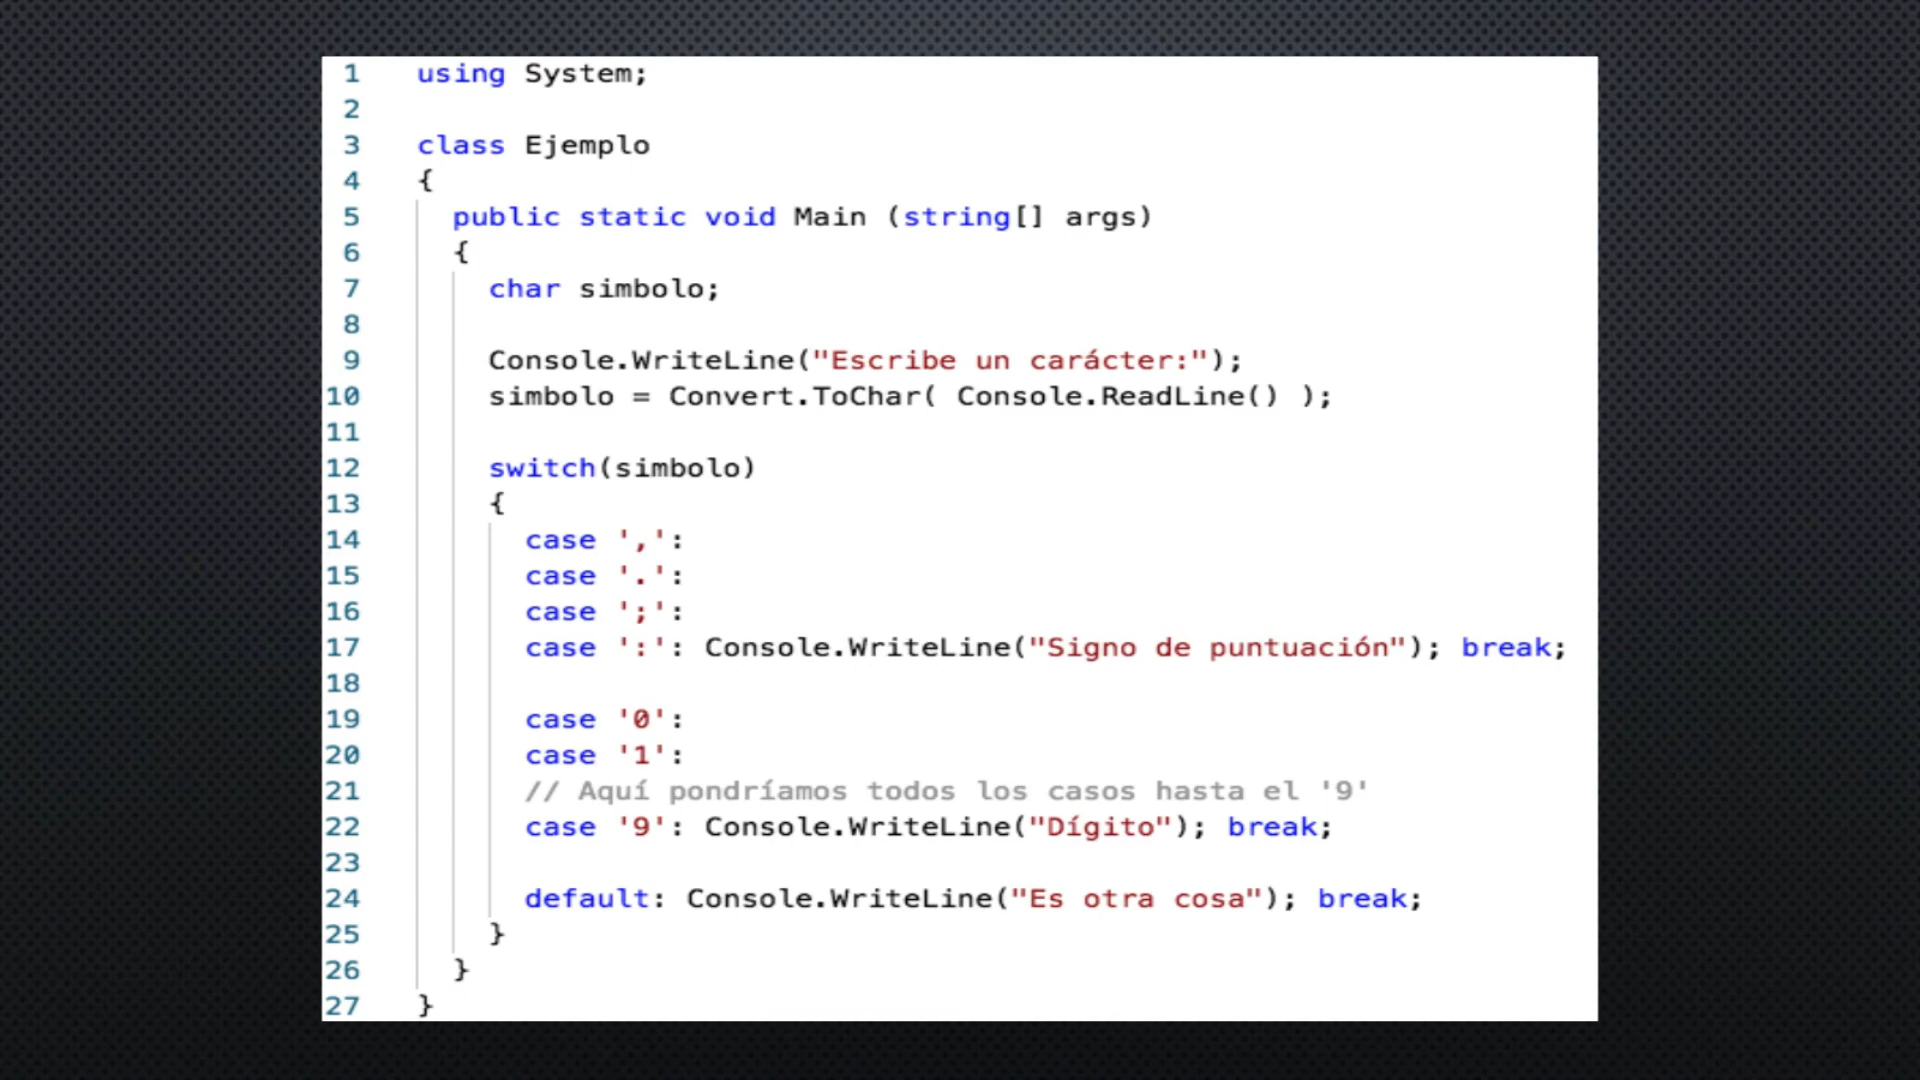 1 using System;
2
3 class Ejemplo
4 {
5 public static void Main (string[] args)
6 {
7 char simbolo;
8
9 Console.WriteLine("Escribe un carácter:");
10 simbolo = Convert.ToChar( Console.ReadLine() );
11
12 switch(simbolo)
13 {
14 case ',':
15 case '.':
16 case ';':
17 case ':': Console.WriteLine("Signo de puntuación"); break;
18
19 case '0':
20 case '1':
21 // Aquí pondríamos todos los casos hasta el '9'
22 case '9': Console.WriteLine("Dígito"); break;
23
24 default: Console.WriteLine("Es otra cosa"); break;
25 }
26 }
27 }